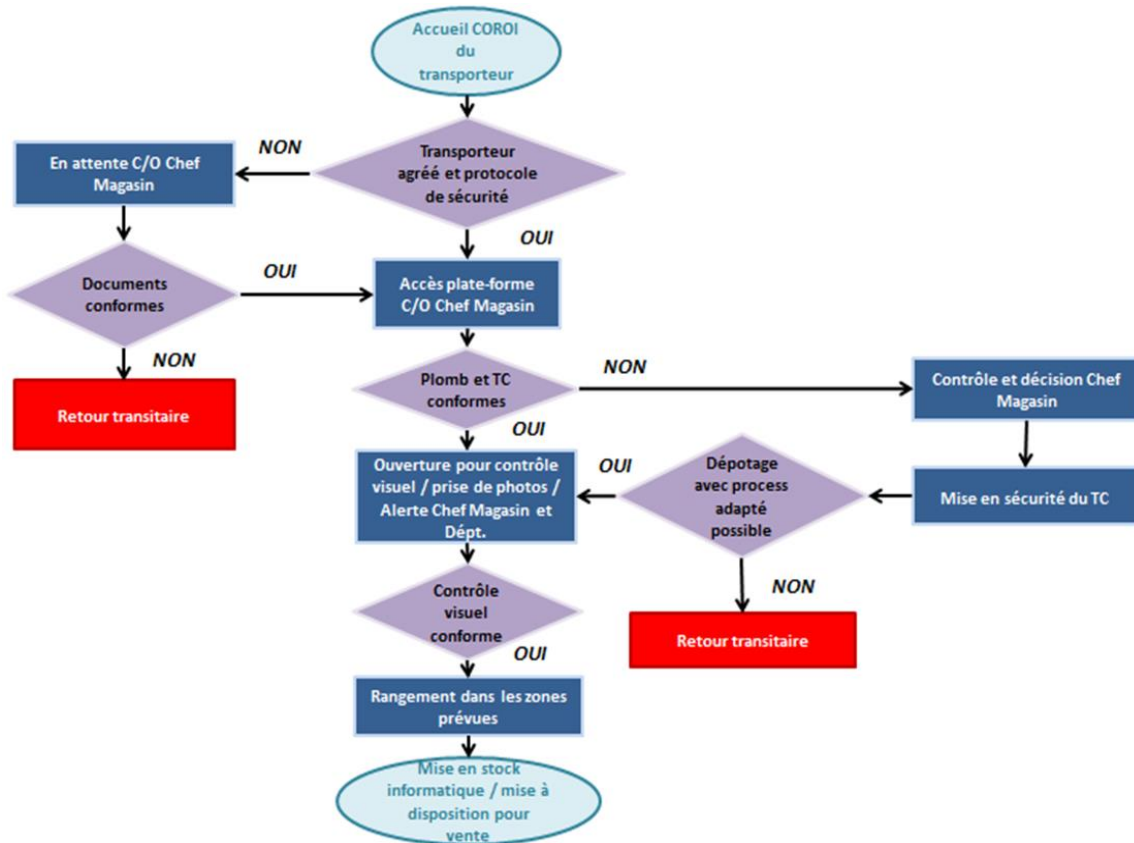 Accueil COROI
du
transporteur
NON
En attente C/O Chef
Magasin
Transporteur
agréé et protocole
de sécurité
OUI
Documents
conformes
OUI
Accès plate-forme
C/O Chef Magasin
NON
Retour transitaire
Plomb et TC
conformes
NON
Contrôle et décision Chef
Magasin
OUI
Ouverture pour contrôle
visuel / prise de photos /
Alerte Chef Magasin et
Dépt.
OUI
Dépotage
avec process
adapté
possible
Mise en sécurité du TC
NON
Retour transitaire
Contrôle
visuel
conforme
OUI
Rangement dans les zones
prévues
Mise en stock
informatique / mise à
disposition pour
vente